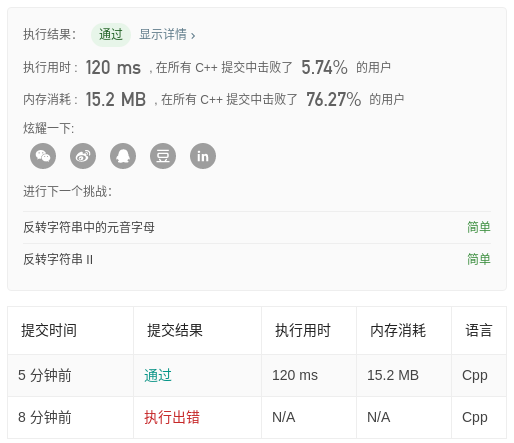 执行结果： 通过 显示详情 ›
执行用时 : 120 ms , 在所有 C++ 提交中击败了 5.74% 的用户
内存消耗 : 15.2 MB , 在所有 C++ 提交中击败了 76.27% 的用户
炫耀一下:
in
进行下一个挑战：
反转字符串中的元音字母 简单
反转字符串 II 简单
提交时间 提交结果 执行用时 内存消耗 语言
5 分钟前 通过 120 ms 15.2 MB Cpp
8 分钟前 执行出错 N/A N/A Cpp